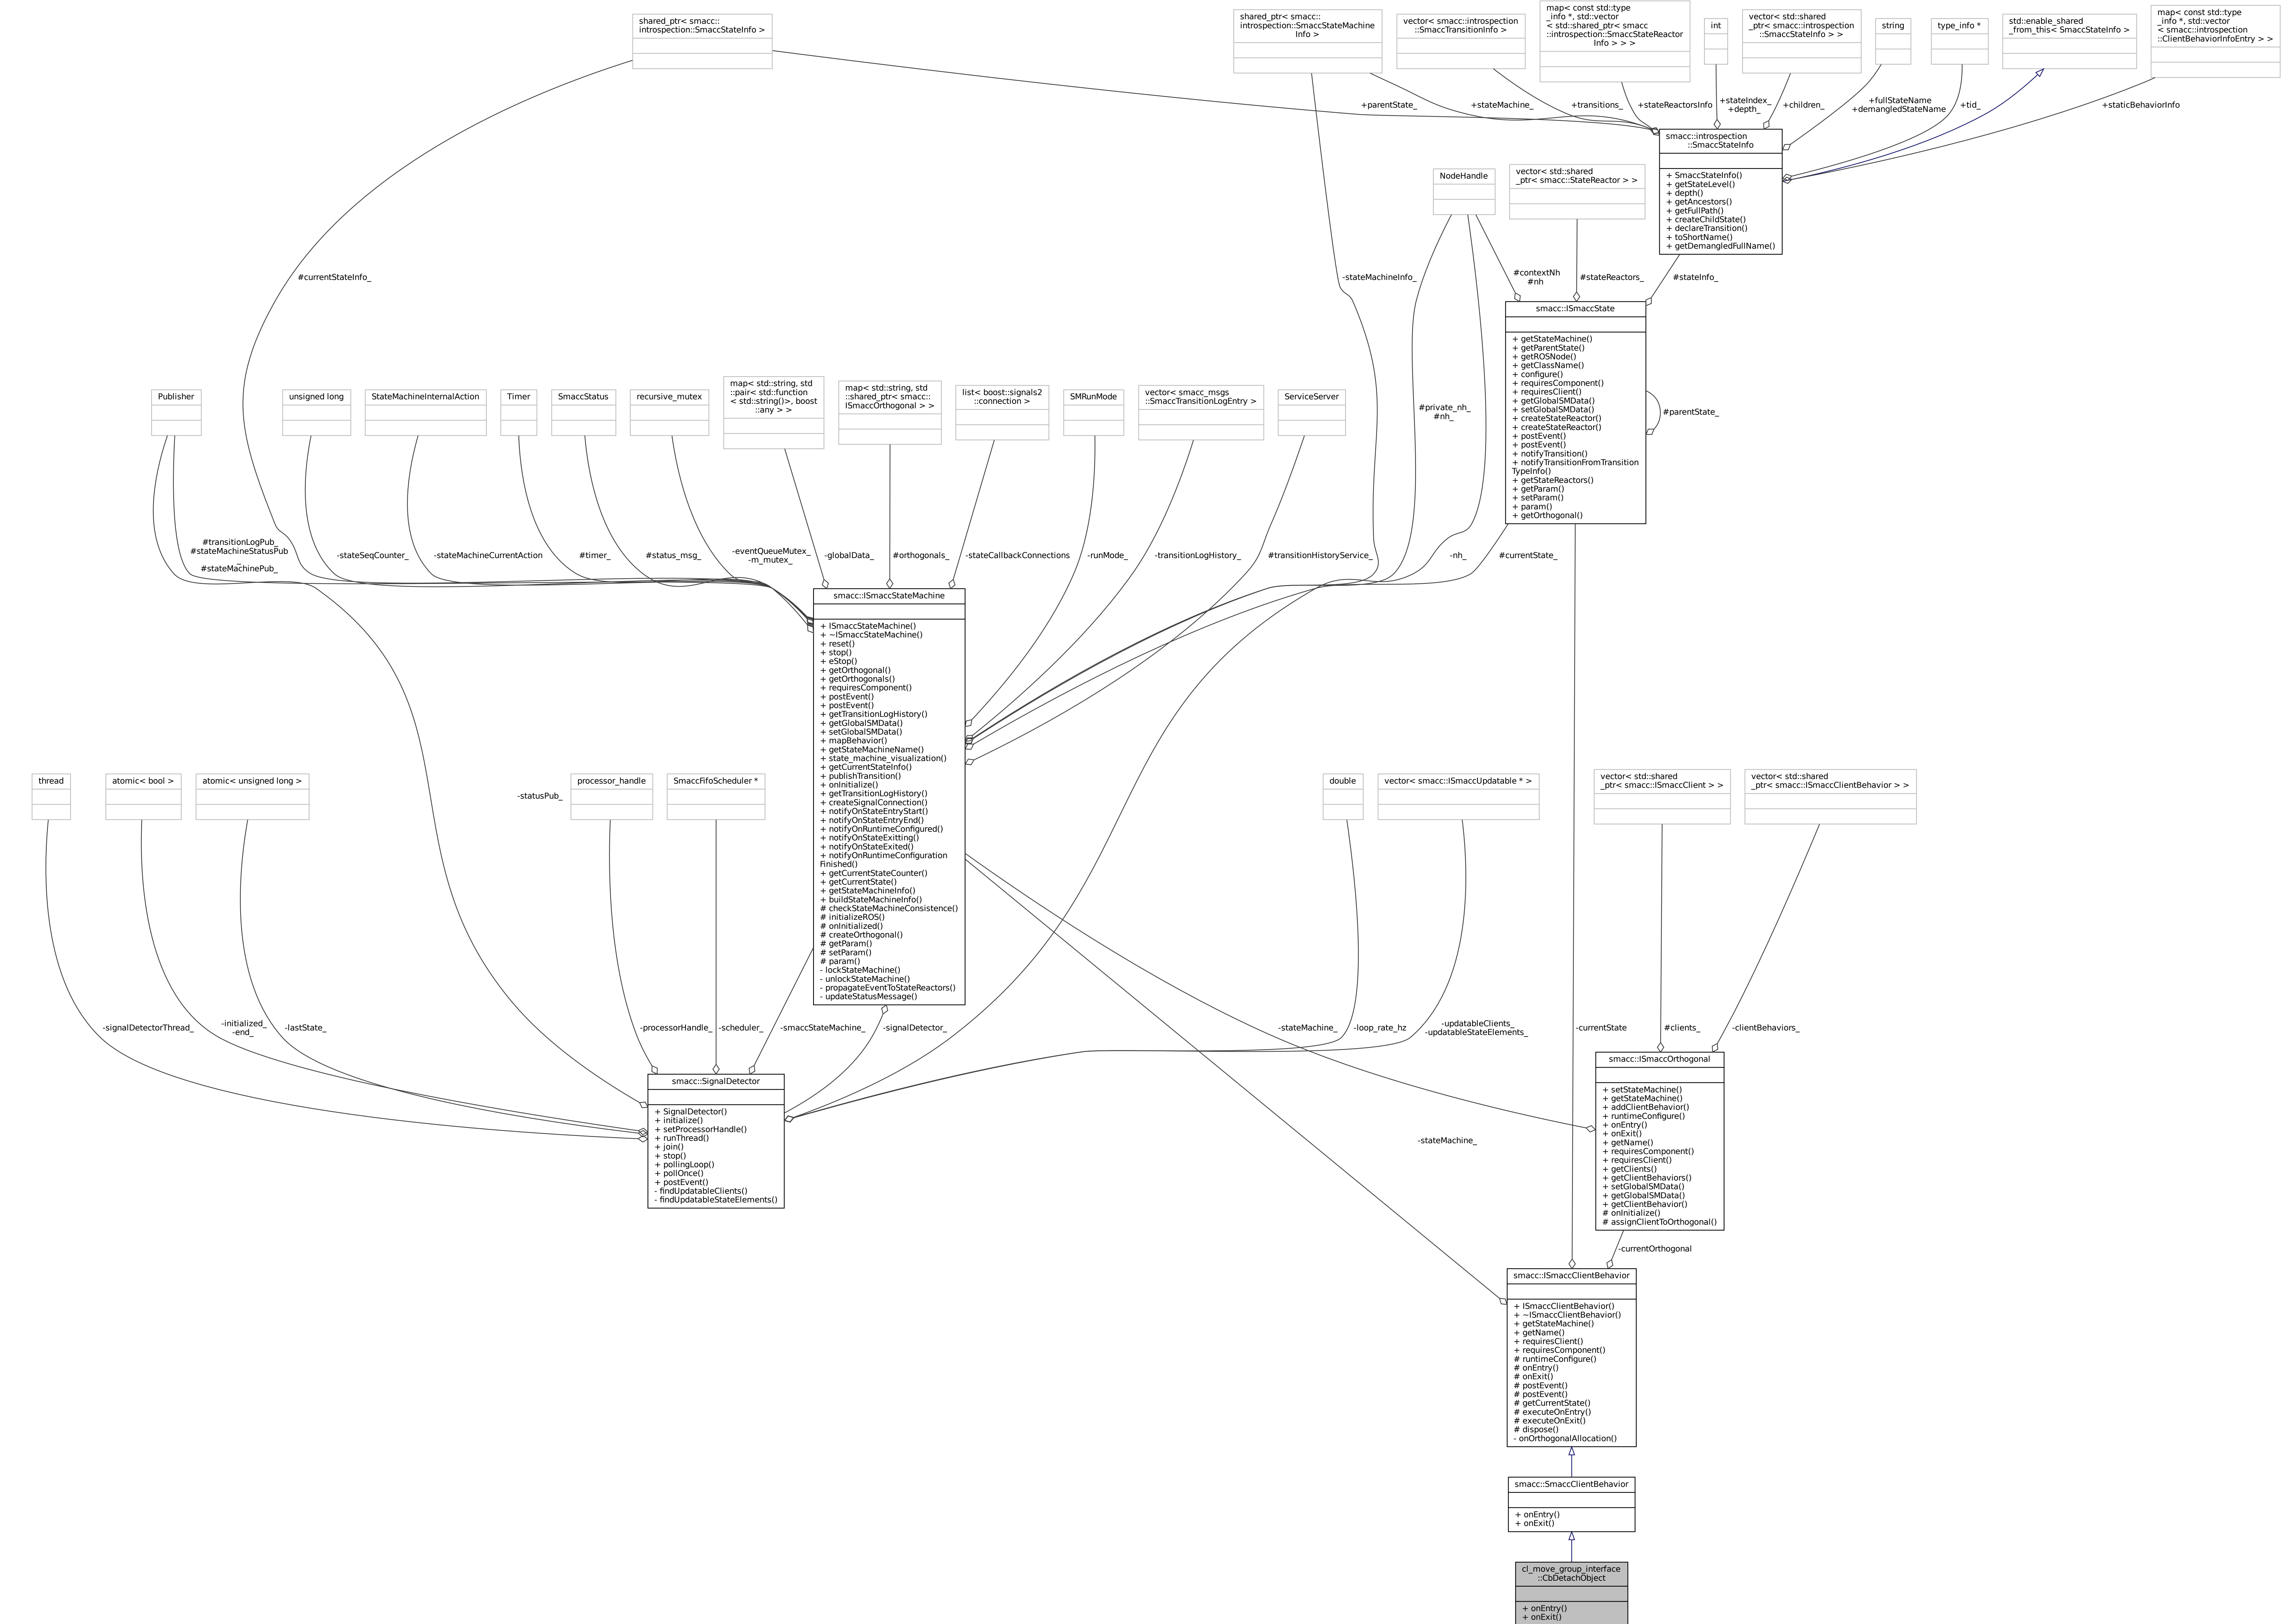 shared_ptr< smacc::
introspection::SmaccStateInfo >
shared_ptr< smacc::
introspection::SmaccStateMachine
Info >
vector< smacc::introspection
::SmaccTransitionInfo >
map< const std::type
_info *, std::vector
< std::shared_ptr< smacc
::introspection::SmaccStateReactor
Info > > >
int
vector< std::shared
_ptr< smacc::introspection
::SmaccStateInfo > >
string
type_info *
std::enable_shared
_from_this< SmaccStateInfo >
map< const std::type
_info *, std::vector
< smacc::introspection
::ClientBehaviorInfoEntry > >
+parentState_
+stateMachine_
+transitions_
+stateReactorsInfo
+stateIndex_
+depth_
+children_
+fullStateName
+demangledStateName
+tid_
+staticBehaviorInfo
smacc::introspection
::SmaccStateInfo
+ SmaccStateInfo()
+ getStateLevel()
+ depth()
+ getAncestors()
+ getFullPath()
+ createChildState()
+ declareTransition()
+ toShortName()
+ getDemangledFullName()
NodeHandle
vector< std::shared
_ptr< smacc::StateReactor > >
#currentStateInfo_
-stateMachineInfo_
#contextNh
#nh
#stateReactors_
#stateInfo_
smacc::ISmaccState
+ getStateMachine()
+ getParentState()
+ getROSNode()
+ getClassName()
+ configure()
+ requiresComponent()
+ requiresClient()
+ getGlobalSMData()
+ setGlobalSMData()
+ createStateReactor()
+ createStateReactor()
+ postEvent()
+ postEvent()
+ notifyTransition()
+ notifyTransitionFromTransition
TypeInfo()
+ getStateReactors()
+ getParam()
+ setParam()
+ param()
+ getOrthogonal()
#parentState_
#private_nh_
#nh_
Publisher
unsigned long
StateMachineInternalAction
Timer
SmaccStatus
recursive_mutex
map< std::string, std
::pair< std::function
< std::string()>, boost
::any > >
map< std::string, std
::shared_ptr< smacc::
ISmaccOrthogonal > >
list< boost::signals2
::connection >
SMRunMode
vector< smacc_msgs
::SmaccTransitionLogEntry >
ServiceServer
#transitionLogPub_
#stateMachineStatusPub
_
#stateMachinePub_
-stateSeqCounter_
-stateMachineCurrentAction
#timer_
#status_msg_
-eventQueueMutex_
-m_mutex_
-globalData_
#orthogonals_
-stateCallbackConnections
-runMode_
-transitionLogHistory_
#transitionHistoryService_
-nh_
#currentState_
smacc::ISmaccStateMachine
+ ISmaccStateMachine()
+ ~ISmaccStateMachine()
+ reset()
+ stop()
+ eStop()
+ getOrthogonal()
+ getOrthogonals()
+ requiresComponent()
+ postEvent()
+ postEvent()
+ getTransitionLogHistory()
+ getGlobalSMData()
+ setGlobalSMData()
+ mapBehavior()
+ getStateMachineName()
+ state_machine_visualization()
+ getCurrentStateInfo()
+ publishTransition()
+ onInitialize()
+ getTransitionLogHistory()
+ createSignalConnection()
+ notifyOnStateEntryStart()
+ notifyOnStateEntryEnd()
+ notifyOnRuntimeConfigured()
+ notifyOnStateExitting()
+ notifyOnStateExited()
+ notifyOnRuntimeConfiguration
Finished()
+ getCurrentStateCounter()
+ getCurrentState()
+ getStateMachineInfo()
+ buildStateMachineInfo()
# checkStateMachineConsistence()
# initializeROS()
# onInitialized()
# createOrthogonal()
# getParam()
# setParam()
# param()
- lockStateMachine()
- unlockStateMachine()
- propagateEventToStateReactors()
- updateStatusMessage()
thread
atomic< bool >
atomic< unsigned long >
-statusPub_
processor_handle
SmaccFifoScheduler *
double
vector< smacc::ISmaccUpdatable * >
vector< std::shared
_ptr< smacc::ISmaccClient > >
vector< std::shared
_ptr< smacc::ISmaccClientBehavior > >
-signalDetectorThread_
-initialized_
-end_
-lastState_
-processorHandle_
-scheduler_
-smaccStateMachine_
-signalDetector_
-stateMachine_
-loop_rate_hz
-updatableClients_
-updatableStateElements_
-currentState
#clients_
-clientBehaviors_
smacc::SignalDetector
+ SignalDetector()
+ initialize()
+ setProcessorHandle()
+ runThread()
+ join()
+ stop()
+ pollingLoop()
+ pollOnce()
+ postEvent()
- findUpdatableClients()
- findUpdatableStateElements()
smacc::ISmaccOrthogonal
+ setStateMachine()
+ getStateMachine()
+ addClientBehavior()
+ runtimeConfigure()
+ onEntry()
+ onExit()
+ getName()
+ requiresComponent()
+ requiresClient()
+ getClients()
+ getClientBehaviors()
+ setGlobalSMData()
+ getGlobalSMData()
+ getClientBehavior()
# onInitialize()
# assignClientToOrthogonal()
-stateMachine_
-currentOrthogonal
smacc::ISmaccClientBehavior
+ ISmaccClientBehavior()
+ ~ISmaccClientBehavior()
+ getStateMachine()
+ getName()
+ requiresClient()
+ requiresComponent()
# runtimeConfigure()
# onEntry()
# onExit()
# postEvent()
# postEvent()
# getCurrentState()
# executeOnEntry()
# executeOnExit()
# dispose()
- onOrthogonalAllocation()
smacc::SmaccClientBehavior
+ onEntry()
+ onExit()
cl_move_group_interface
::CbDetachObject
+ onEntry()
+ onExit()